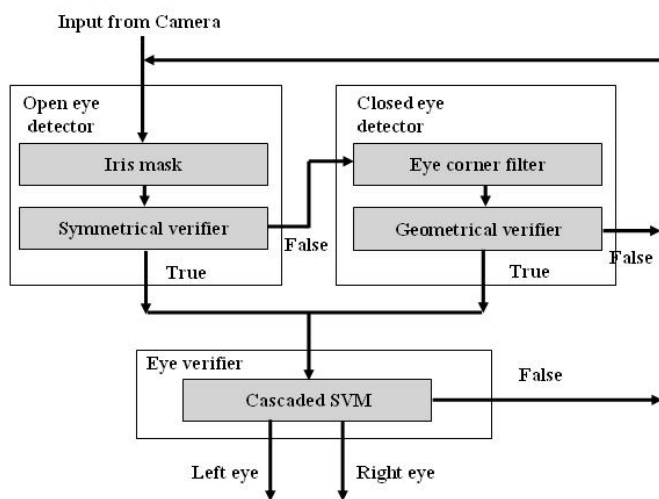 Input from Camera
Open eye
detector
Iris mask
Symmetrical verifier
False
True
Closed eye
detector
Eye corner filter
Geometrical verifier
False
True
Eye verifier
Cascaded SVM
False
Left eye
Right eye